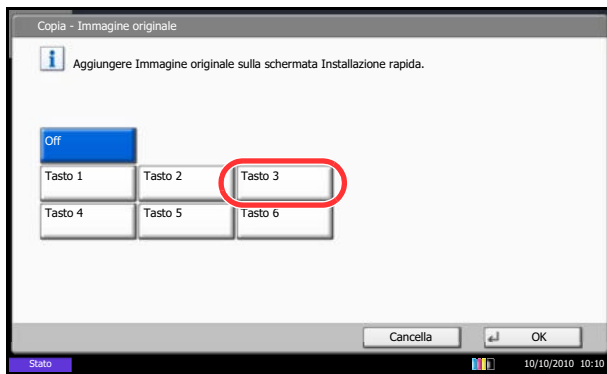 Copia - Immagine originale
Aggiungere Immagine originale sulla schermata Installazione rapida.
Off
Tasto 1 Tasto 2 Tasto 3
Tasto 4 Tasto 5 Tasto 6
Cancella OK
Stato 10/10/2010 10:10